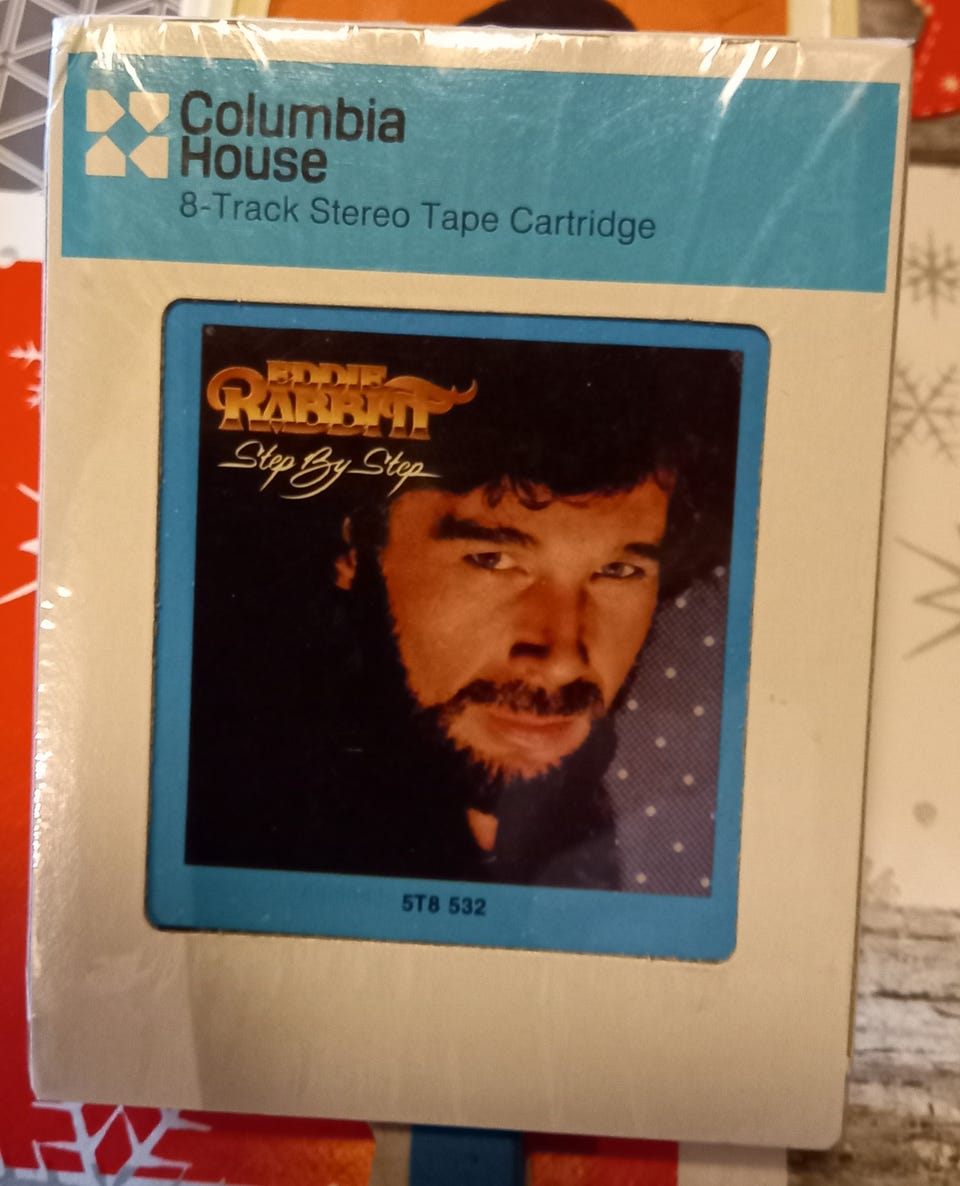 Columbia
House
8-Track Stereo Tape Cartridge
EDDIE
RABBITT
Step By Step
5T8 532